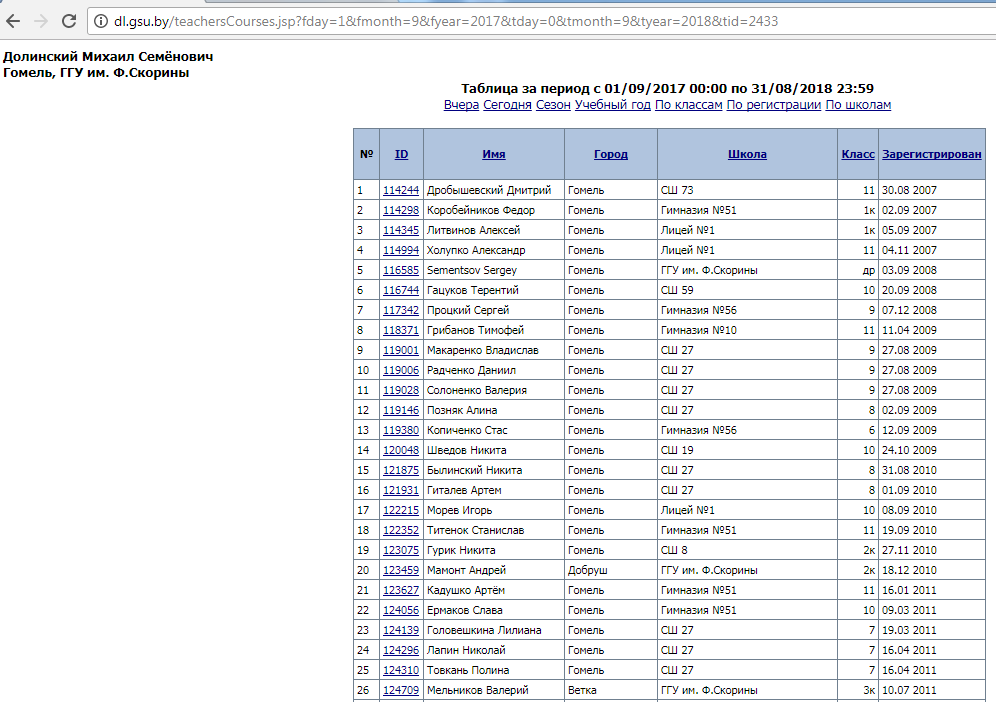 dl.gsu.by/teachersCourses.jsp?fday=1&fmonth=9&fyear=2017&tday=0&tmonth=9&tyear=2018&tid=2433
Долинский Михаил Семёнович
Гомель, ГГУ им. Ф.Скорины
Таблица за период с 01/09/2017 00:00 по 31/08/2018 23:59
Вчера Сегодня Сезон Учебный год По классам По регистрации По школам
№ ID Имя Город Школа Класс Зарегистрирован
1 114244 Дробышевский Дмитрий Гомель СШ 73 11 30.08 2007
2 114298 Коробейников Федор Гомель Гимназия №51 1к 02.09 2007
3 114345 Литвинов Алексей Гомель Лицей №1 1к 05.09 2007
4 114994 Холупко Александр Гомель Лицей №1 11 04.11 2007
5 116585 Sementsov Sergey Гомель ГГУ им. Ф.Скорины др 03.09 2008
6 116744 Гацуков Терентий Гомель СШ 59 10 20.09 2008
7 117342 Процкий Сергей Гомель Гимназия №56 9 07.12 2008
8 118371 Грибанов Тимофей Гомель Гимназия №10 11 11.04 2009
9 119001 Макаренко Владислав Гомель СШ 27 9 27.08 2009
10 119006 Радченко Даниил Гомель СШ 27 9 27.08 2009
11 119028 Солоненко Валерия Гомель СШ 27 9 27.08 2009
12 119146 Позняк Алина Гомель СШ 27 8 02.09 2009
13 119380 Копиченко Стас Гомель Гимназия №56 6 12.09 2009
14 120048 Шведов Никита Гомель СШ 19 10 24.10 2009
15 121875 Былинский Никита Гомель СШ 27 8 31.08 2010
16 121931 Гиталев Артем Гомель СШ 27 8 01.09 2010
17 122215 Морев Игорь Гомель Лицей №1 10 08.09 2010
18 122352 Титенок Станислав Гомель Гимназия №51 11 19.09 2010
19 123075 Гурик Никита Гомель СШ 8 2к 27.11 2010
20 123459 Мамонт Андрей Добруш ГГУ им. Ф.Скорины 2к 18.12 2010
21 123627 Кадушко Артём Гомель Гимназия №51 11 16.01 2011
22 124056 Ермаков Слава Гомель Гимназия №51 10 09.03 2011
23 124139 Головешкина Лилиана Гомель СШ 27 7 19.03 2011
24 124296 Лапин Николай Гомель СШ 27 7 16.04 2011
25 124310 Товкань Полина Гомель СШ 27 7 16.04 2011
26 124709 Мельников Валерий Ветка ГГУ им. Ф.Скорины 3к 10.07 2011